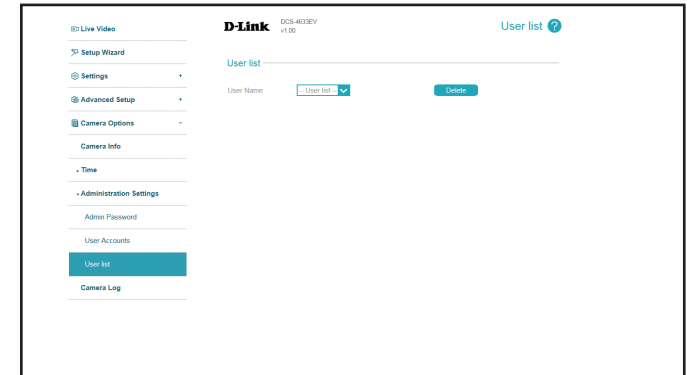 Live Video
Setup Wizard
Settings +
Advanced Setup +
Camera Options -
Camera Info
Time
Administration Settings
Admin Password
User Accounts
User list
Camera Log
D-Link DCS-4633EV
v1.00
User list ?
User list
User Name -- User list -- Delete